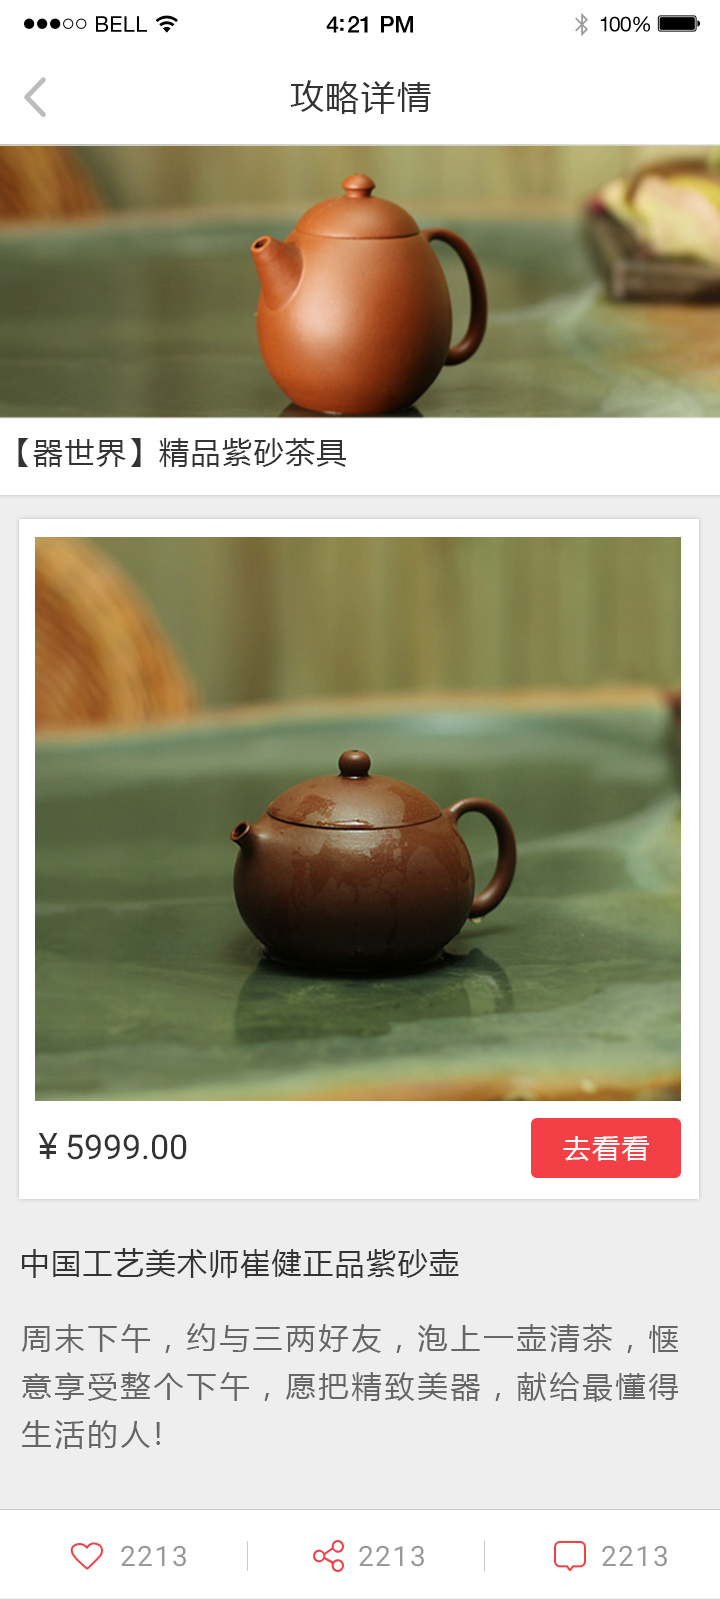 BELL 4:21 PM 100%
攻略详情
【器世界】精品紫砂茶具
¥ 5999.00 去看看
中国工艺美术师崔健正品紫砂壶
周末下午，约与三两好友，泡上一壶清茶，惬
意享受整个下午，愿把精致美器，献给最懂得
生活的人!
2213 2213 2213